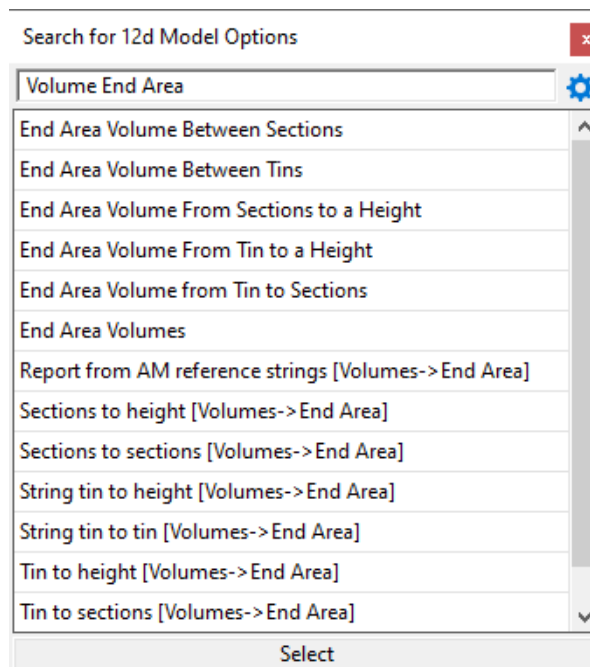 Search for 12d Model Options
x
Volume End Area
End Area Volume Between Sections
End Area Volume Between Tins
End Area Volume From Sections to a Height
End Area Volume From Tin to a Height
End Area Volume from Tin to Sections
End Area Volumes
Report from AM reference strings [Volumes->End Area]
Sections to height [Volumes->End Area]
Sections to sections [Volumes->End Area]
String tin to height [Volumes->End Area]
String tin to tin [Volumes->End Area]
Tin to height [Volumes->End Area]
Tin to sections [Volumes->End Area]
Select